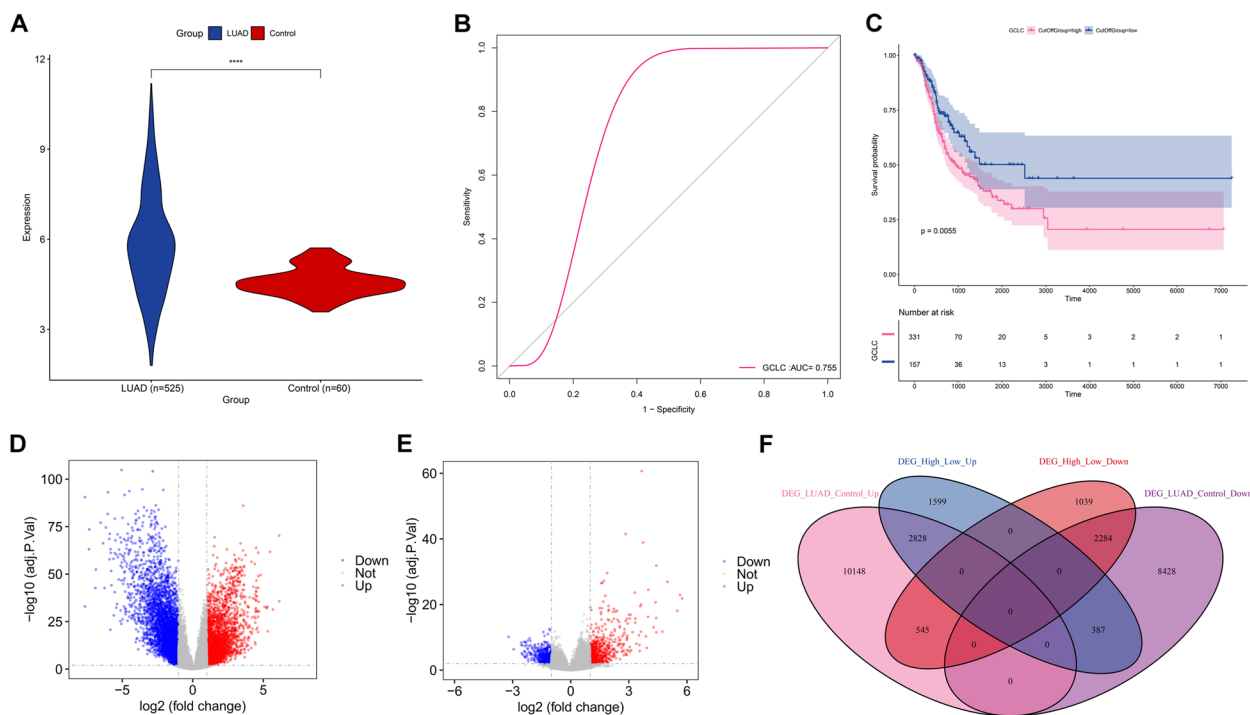 A
Group LUAD Control
12
9
6
3
Expression
****
LUAD (n=525)
Control (n=60)
Group
B
1.0
0.8
0.6
0.4
0.2
0.0
Sensitivity
GCLC :AUC= 0.755
0.0 0.2 0.4 0.6 0.8 1.0
1 − Specificity
C
GCLC CutOffGroup=high CutOffGroup=low
1.00
0.75
0.50
0.25
0.00
Survival probability
p = 0.0055
0 1000 2000 3000 4000 5000 6000 7000
Time
Number at risk
GCLC
331 70 20 5 3 2 2 1
157 36 13 3 1 1 1 1
0 1000 2000 3000 4000 5000 6000 7000
Time
D
100
75
50
25
0
−log10 (adj.P.Val)
−5 0 5
log2 (fold change)
Down
Not
Up
E
60
40
20
0
−log10 (adj.P.Val)
−6 −3 0 3 6
log2 (fold change)
Down
Not
Up
F
DEG_High_Low_Up
DEG_High_Low_Down
DEG_LUAD_Control_Up
DEG_LUAD_Control_Down
1599
1039
2828
0
2284
10148
0
0
8428
0
545
0
0
387
0